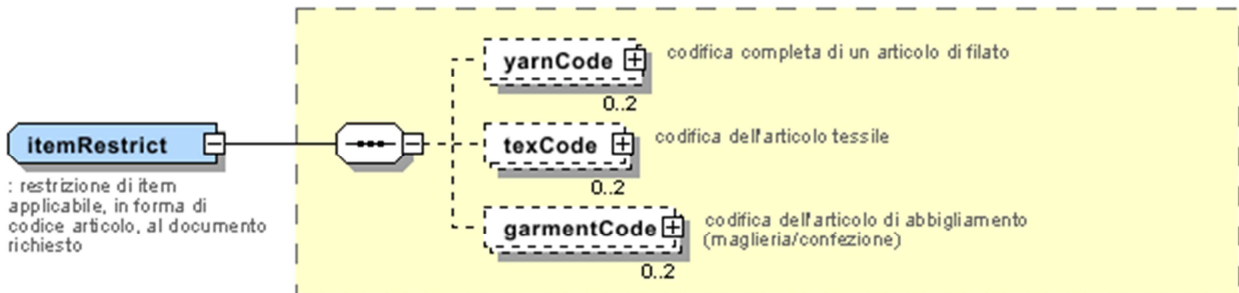 yarnCode
codifica completa di un articolo di filato
0..2
itemRestrict
: restrizione di item
applicabile, in forma di
codice articolo, al documento
richiesto
texCode
codifica dell'articolo tessile
0..2
garmentCode
codifica dell'articolo di abbigliamento
(maglieria/confezione)
0..2